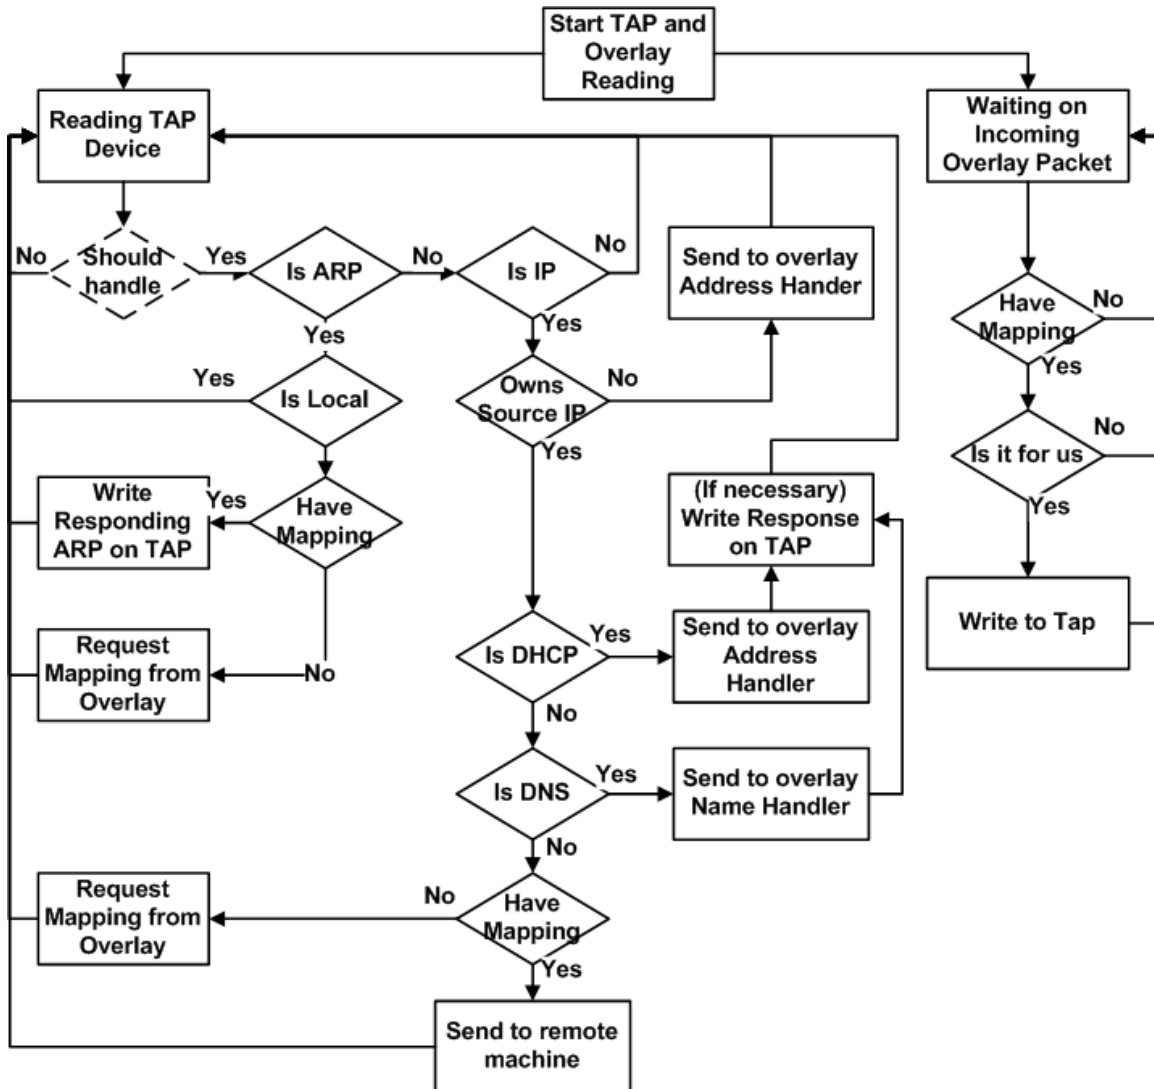 Start TAP and
Overlay
Reading
Reading TAP
Device
Waiting on
Incoming
Overlay Packet
No
Should
handle
Yes
Is ARP
No
Is IP
No
Send to overlay
Address Hander
Yes
Yes
Have
Mapping
No
Yes
Yes
Is Local
Owns
Source IP
No
Yes
Is it for us
No
Yes
Write
Responding
ARP on TAP
Yes
Have
Mapping
(If necessary)
Write Response
on TAP
Request
Mapping from
Overlay
No
Is DHCP
Yes
Send to overlay
Address
Handler
Write to Tap
No
Is DNS
Yes
Send to overlay
Name Handler
No
Request
Mapping from
Overlay
No
Have
Mapping
Yes
Send to remote
machine